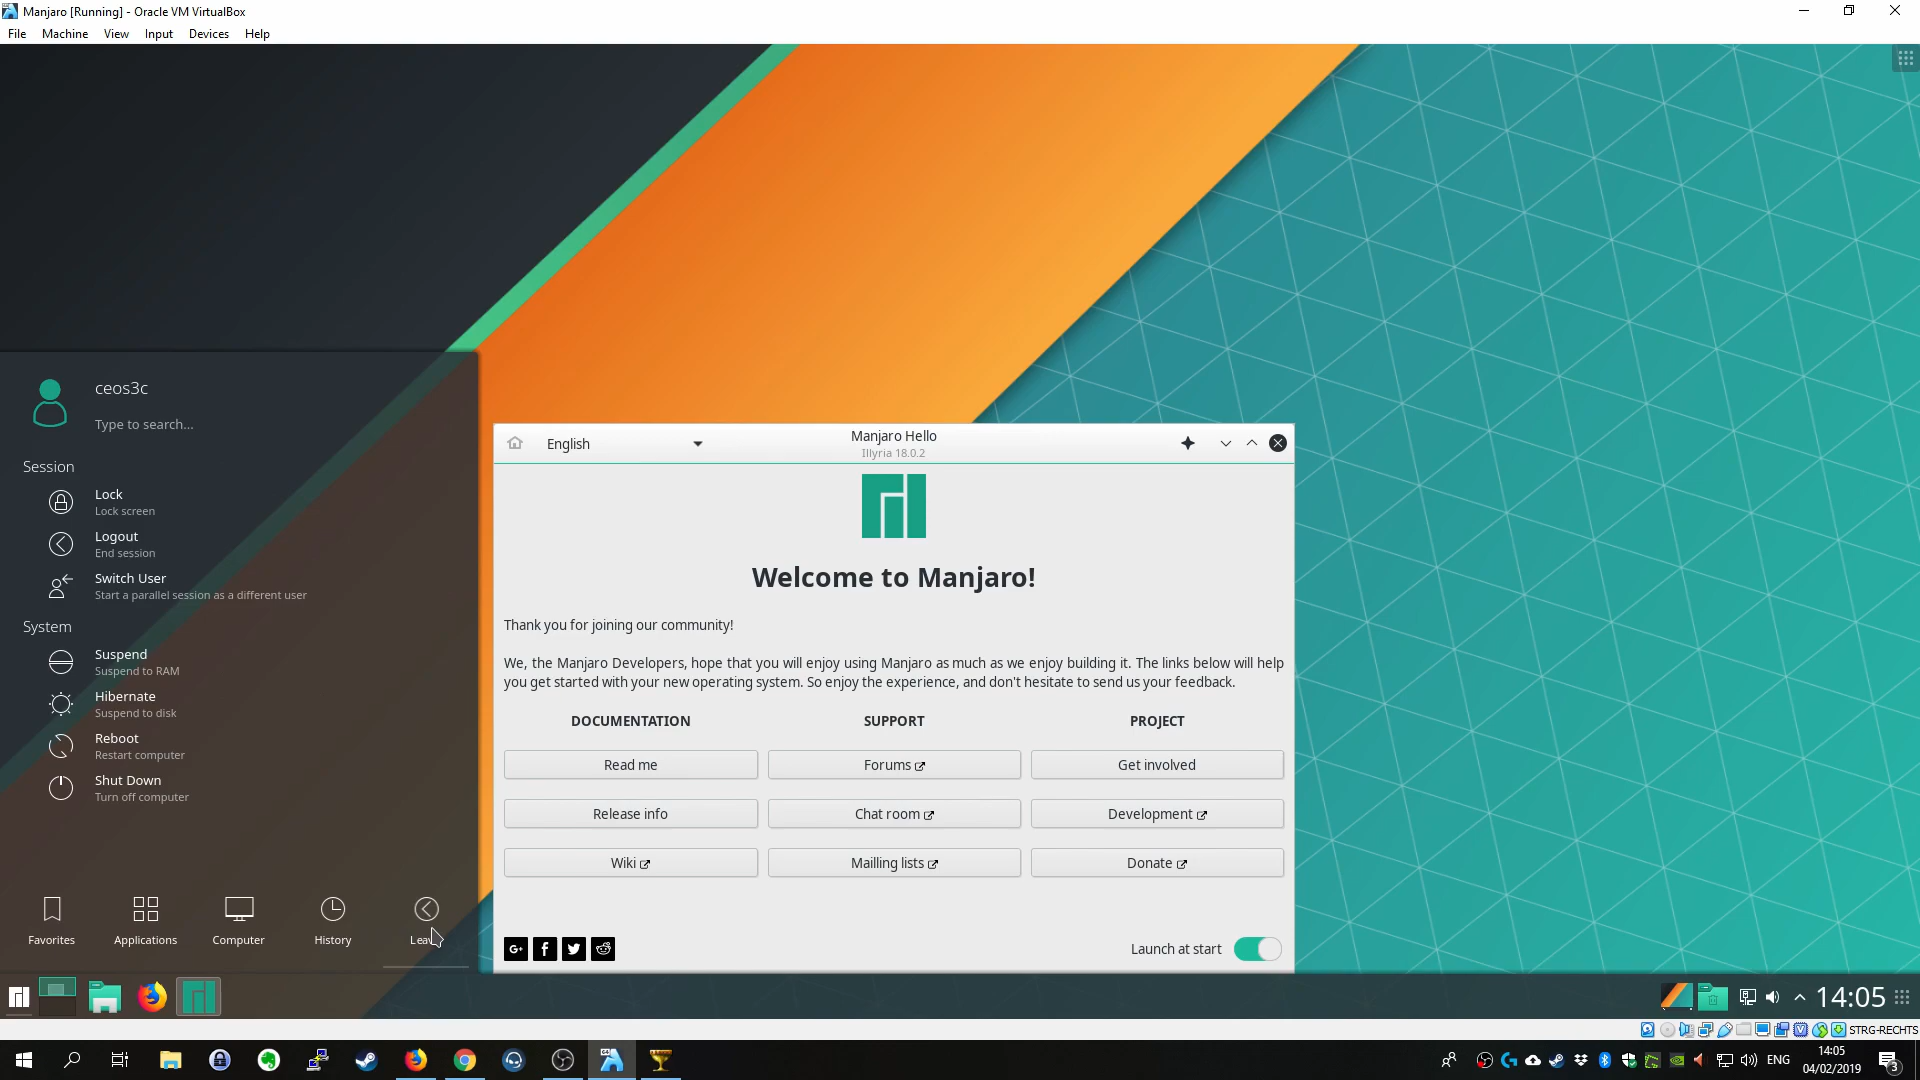 Manjaro [Running] - Oracle VM VirtualBox
File Machine View Input Devices Help
ceos3c
Type to search...
Session
Lock
Lock screen
Logout
End session
Switch User
Start a parallel session as a different user
System
Suspend
Suspend to RAM
Hibernate
Suspend to disk
Reboot
Restart computer
Shut Down
Turn off computer
Favorites Applications Computer History
English
Manjaro Hello
Illyria 18.0.2
Welcome to Manjaro!
Thank you for joining our community!
We, the Manjaro Developers, hope that you will enjoy using Manjaro as much as we enjoy building it. The links below will help
you get started with your new operating system. So enjoy the experience, and don't hesitate to send us your feedback.
DOCUMENTATION SUPPORT PROJECT
Read me Forums Get involved
Release info Chat room Development
Wiki Mailling lists Donate
Launch at start
14:05
STRG-RECHTS
ENG
14:05
04/02/2019
3